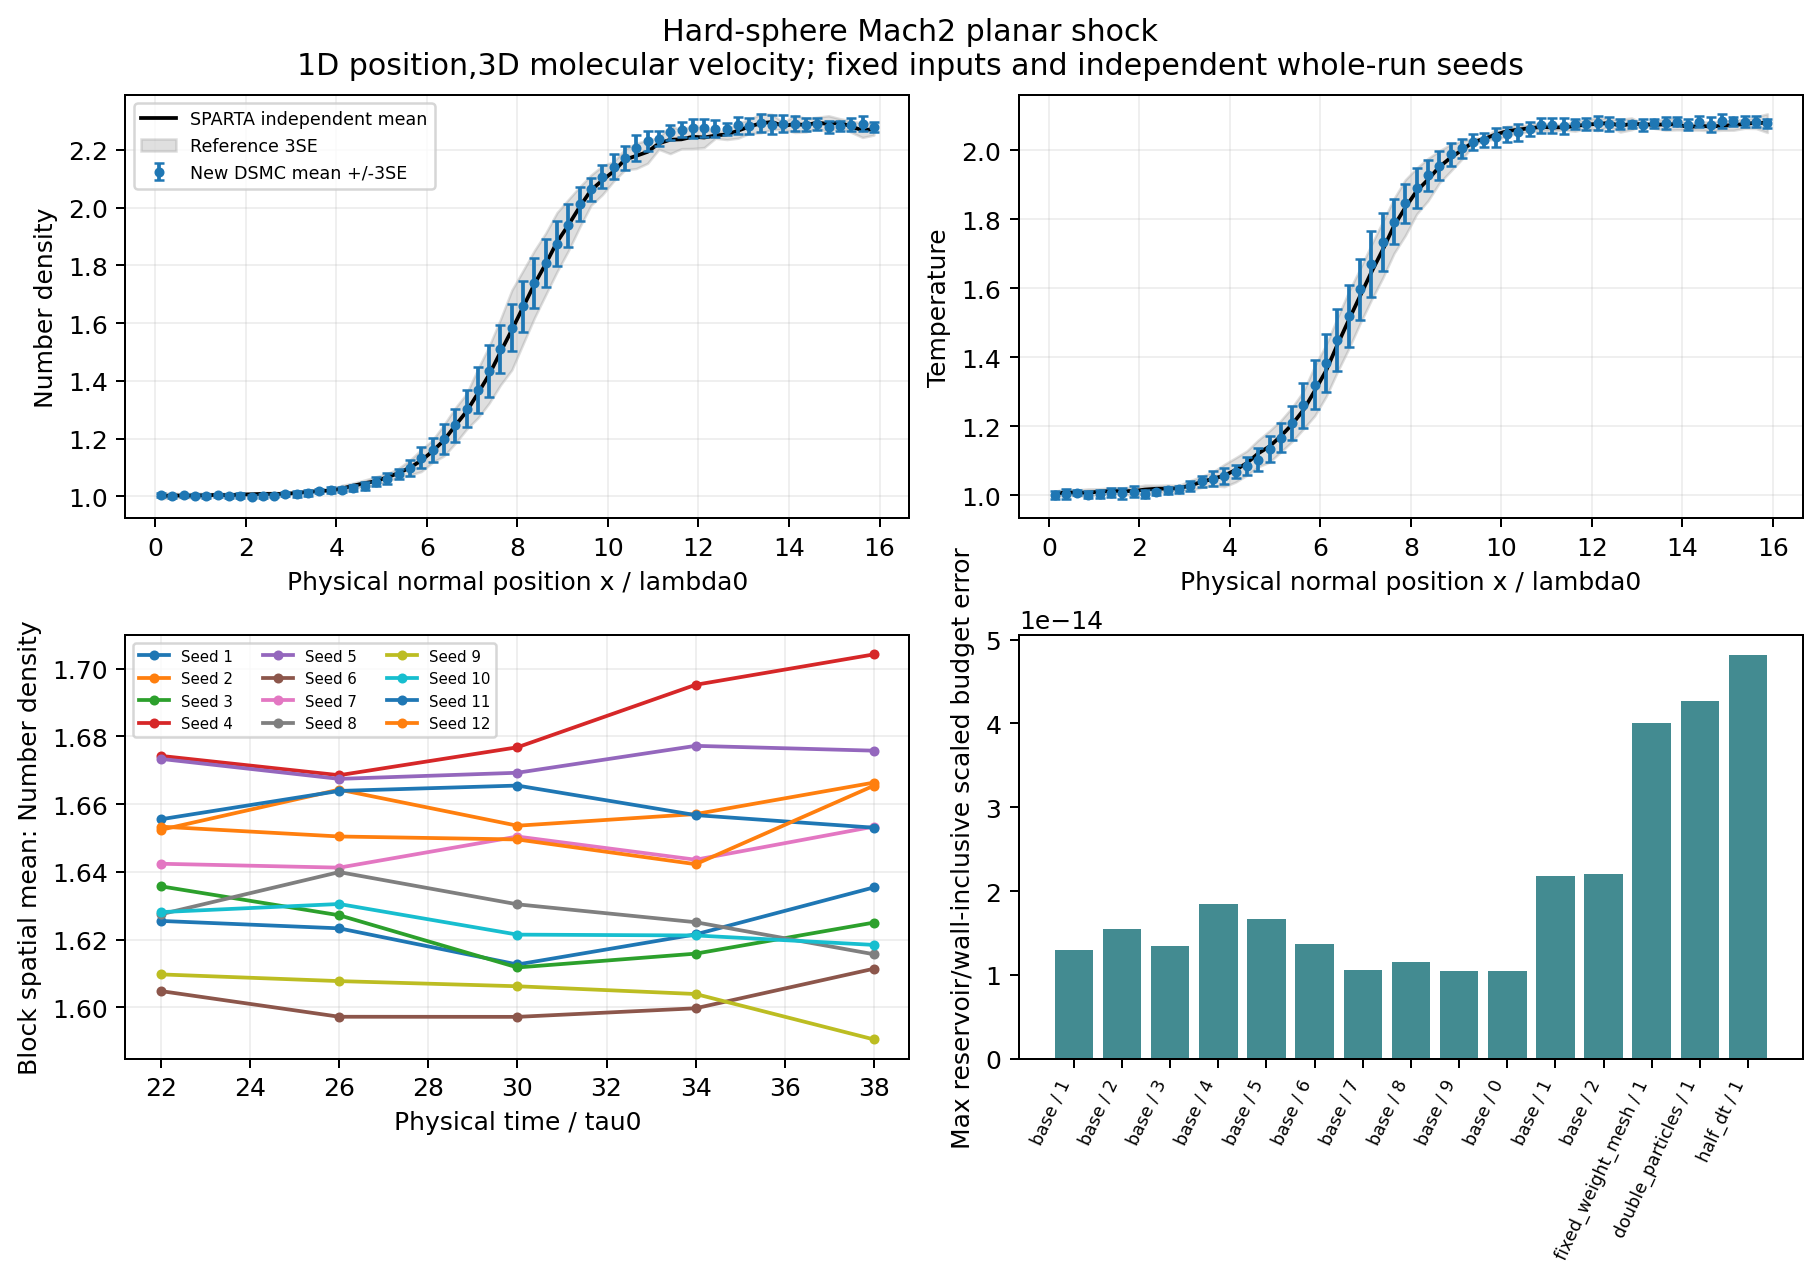 Hard-sphere Mach2 planar shock
1D position,3D molecular velocity; fixed inputs and independent whole-run seeds
SPARTA independent mean
Reference 3SE
New DSMC mean +/-3SE
Number density
2.2
2.0
1.8
1.6
1.4
1.2
1.0
0 2 4 6 8 10 12 14 16
Physical normal position x / lambda0
Temperature
2.0
1.8
1.6
1.4
1.2
1.0
0 2 4 6 8 10 12 14 16
Physical normal position x / lambda0
Block spatial mean: Number density
Seed 1 Seed 5 Seed 9
Seed 2 Seed 6 Seed 10
Seed 3 Seed 7 Seed 11
Seed 4 Seed 8 Seed 12
1.70
1.68
1.66
1.64
1.62
1.60
22 24 26 28 30 32 34 36 38
Physical time / tau0
Max reservoir/wall-inclusive scaled budget error
1e−14
5
4
3
2
1
0
base / 1
base / 2
base / 3
base / 4
base / 5
base / 6
base / 7
base / 8
base / 9
base / 0
base / 1
base / 2
fixed_weight_mesh / 1
double_particles / 1
half_dt / 1